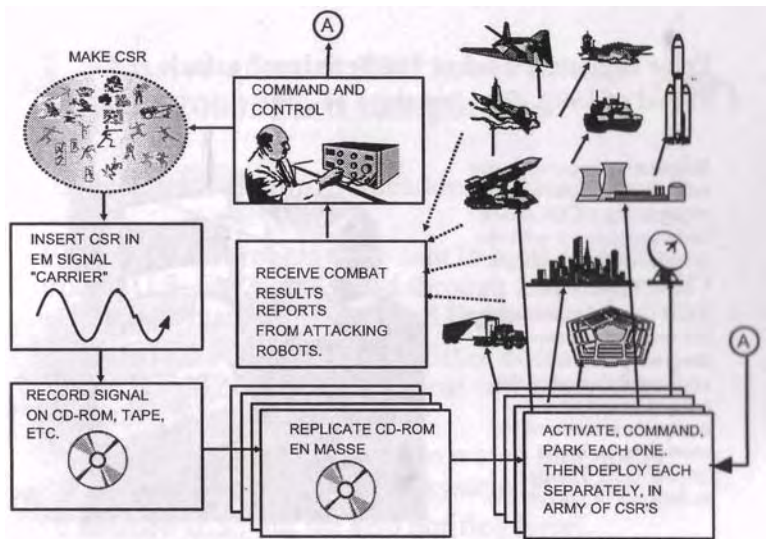 A
MAKE CSR
COMMAND AND
CONTROL
INSERT CSR IN
EM SIGNAL
"CARRIER"
RECEIVE COMBAT
RESULTS
REPORTS
FROM ATTACKING
ROBOTS.
A
RECORD SIGNAL
ON CD-ROM, TAPE,
ETC.
REPLICATE CD-ROM
EN MASSE
ACTIVATE, COMMAND,
PARK EACH ONE.
THEN DEPLOY EACH
SEPARATELY, IN
ARMY OF CSR'S